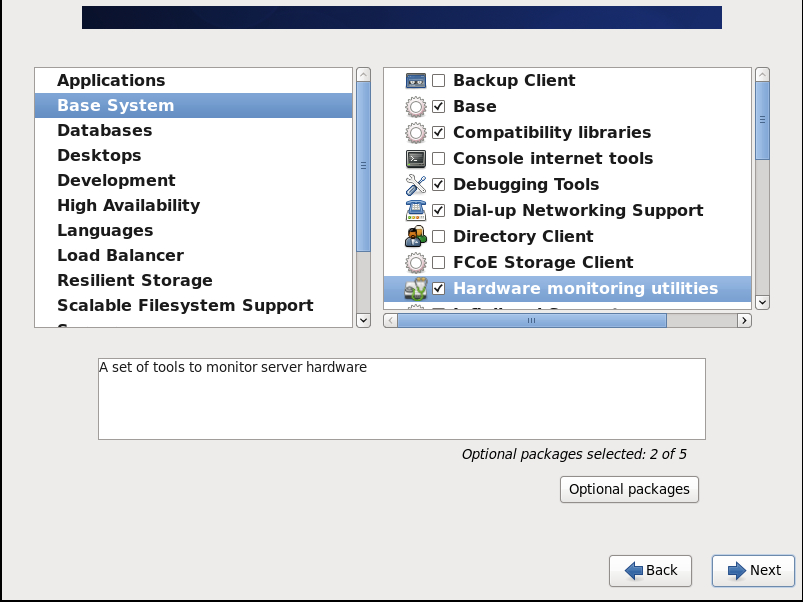 Applications
Base System
Databases
Desktops
Development
High Availability
Languages
Load Balancer
Resilient Storage
Scalable Filesystem Support
Backup Client
Base
Compatibility libraries
Console internet tools
Debugging Tools
Dial-up Networking Support
Directory Client
FCoE Storage Client
Hardware monitoring utilities
A set of tools to monitor server hardware
Optional packages selected: 2 of 5
Optional packages
Back
Next